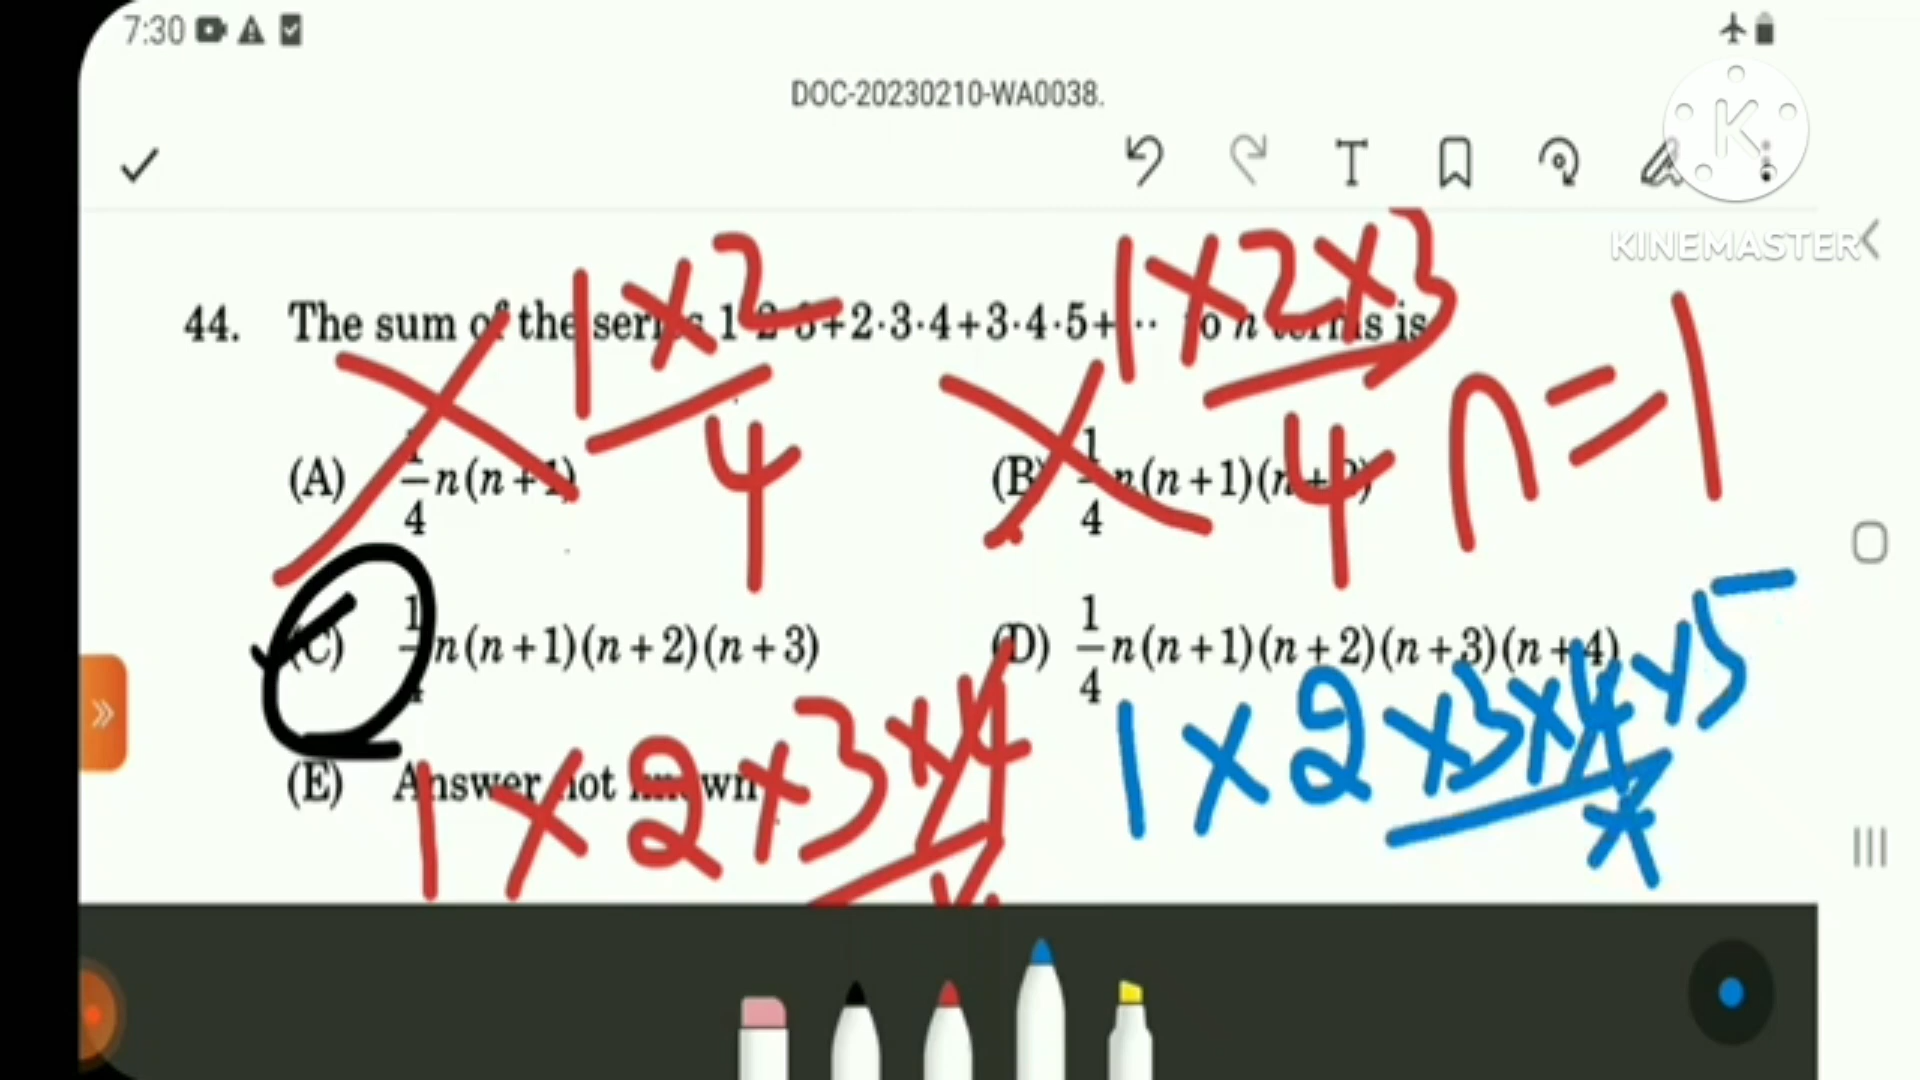 7:30
DOC-20230210-WA0038.
T
K
KINEMASTER
44. The sum of the series 1·2·3+2·3·4+3·4·5+··· to n terms is
1×2
4
1×2×3
4
n=1
(A) 1/4 n(n+1)
(B) 1/4 n(n+1)(n+2)
(C) 1/4 n(n+1)(n+2)(n+3)
(D) 1/4 n(n+1)(n+2)(n+3)(n+4)
(E) Answer not known
1×2×3×4
4
1×2×3×4×5